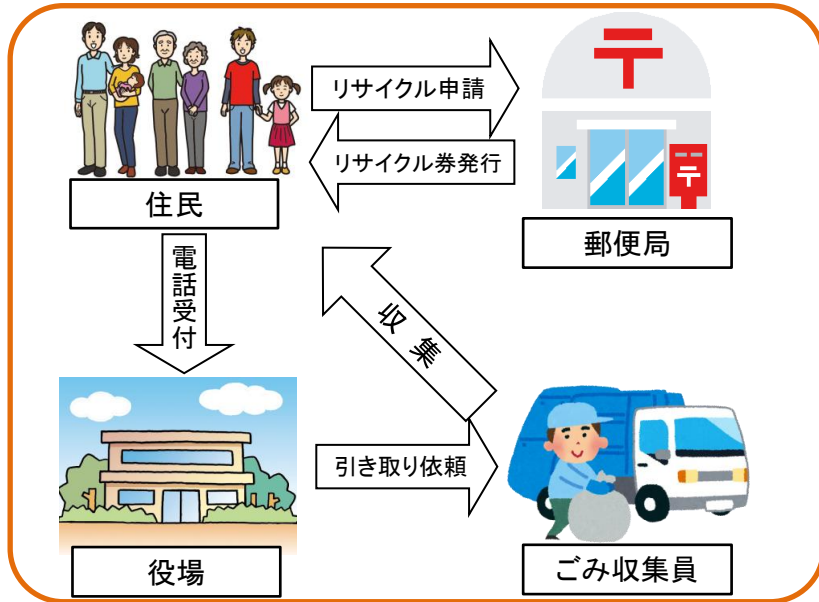 リサイクル申請
リサイクル券発行
住民
郵便局
電話受付
収集
引き取り依頼
役場
ごみ収集員